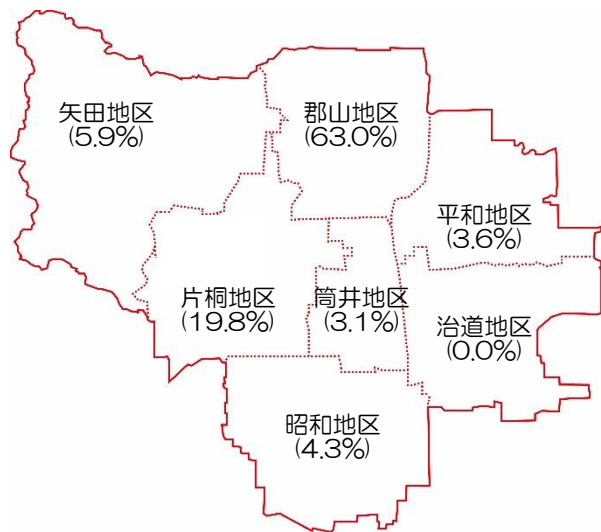 矢田地区
(5.9%)
郡山地区
(63.0%)
平和地区
(3.6%)
片桐地区
(19.8%)
筒井地区
(3.1%)
治道地区
(0.0%)
昭和地区
(4.3%)